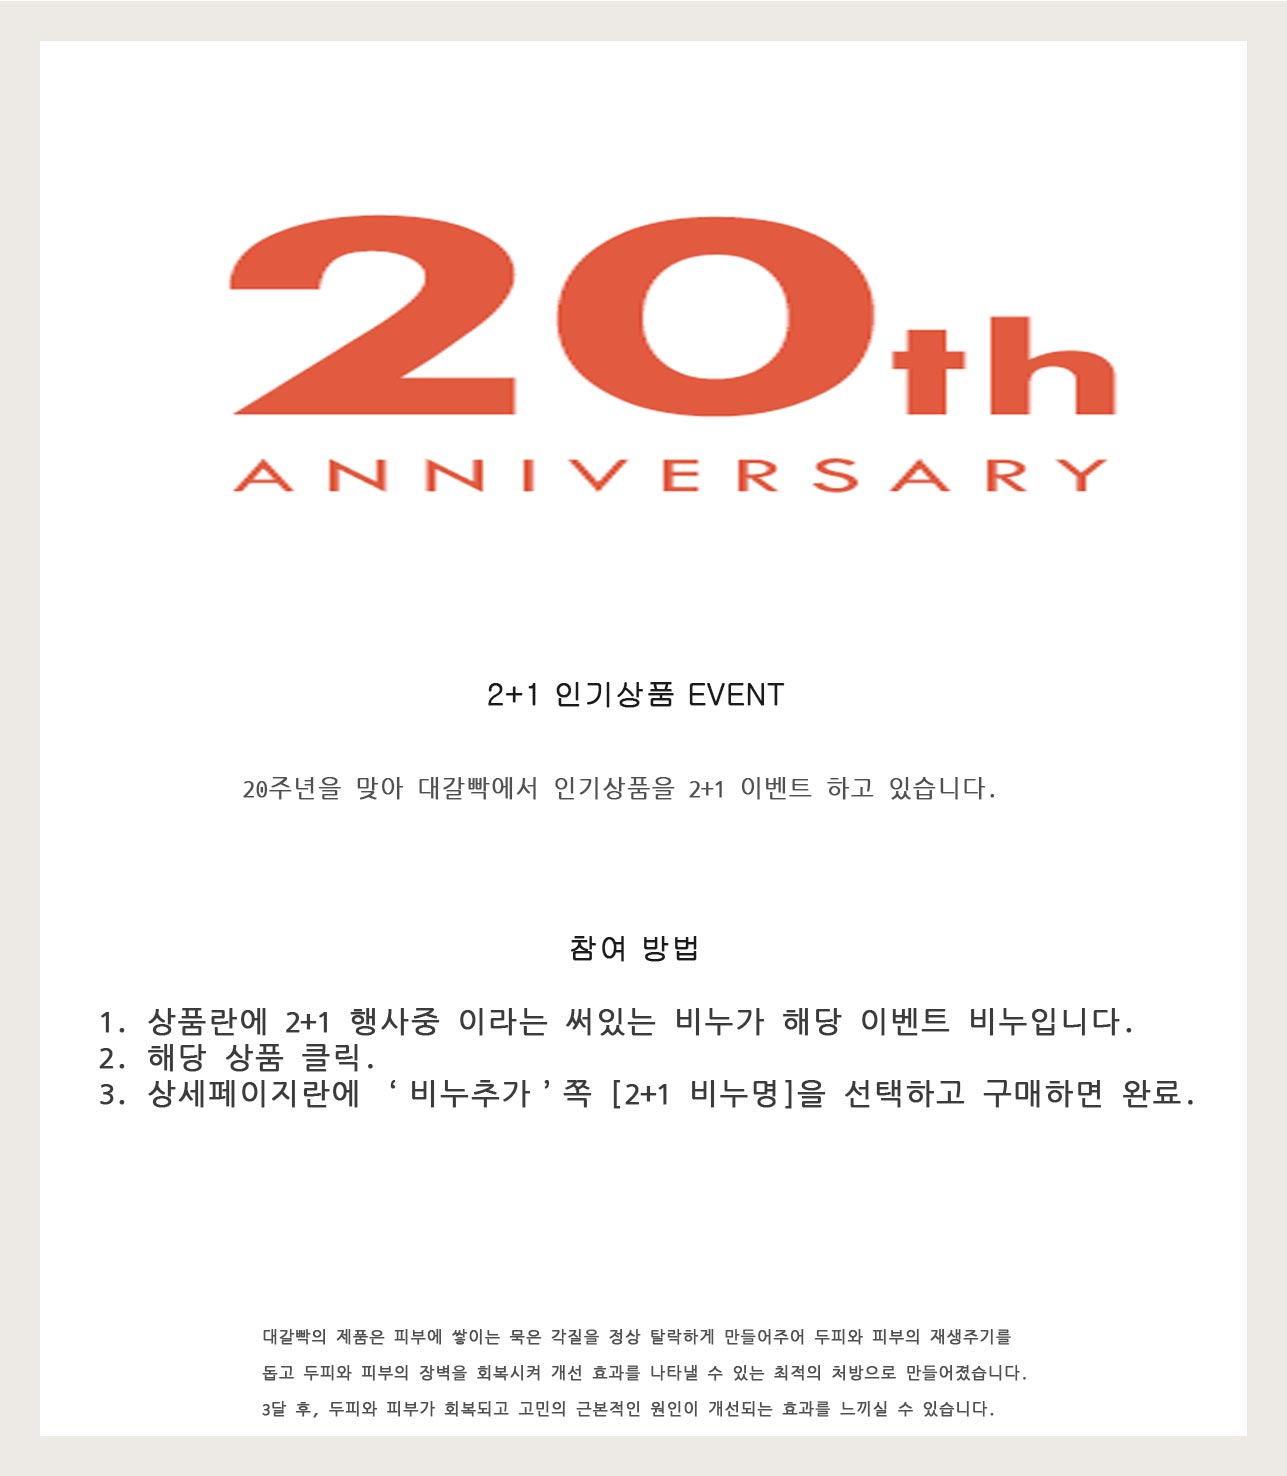 20th
ANNIVERSARY
2+1 인기상품 EVENT
20주년을 맞아 대갈빡에서 인기상품을 2+1 이벤트 하고 있습니다.
참여 방법
1. 상품란에 2+1 행사중 이라는 써있는 비누가 해당 이벤트 비누입니다.
2. 해당 상품 클릭.
3. 상세페이지란에 ‘비누추가’쪽 [2+1 비누명]을 선택하고 구매하면 완료.
대갈빡의 제품은 피부에 쌓이는 묵은 각질을 정상 탈락하게 만들어주어 두피와 피부의 재생주기를
돕고 두피와 피부의 장벽을 회복시켜 개선 효과를 나타낼 수 있는 최적의 처방으로 만들어졌습니다.
3달 후, 두피와 피부가 회복되고 고민의 근본적인 원인이 개선되는 효과를 느끼실 수 있습니다.